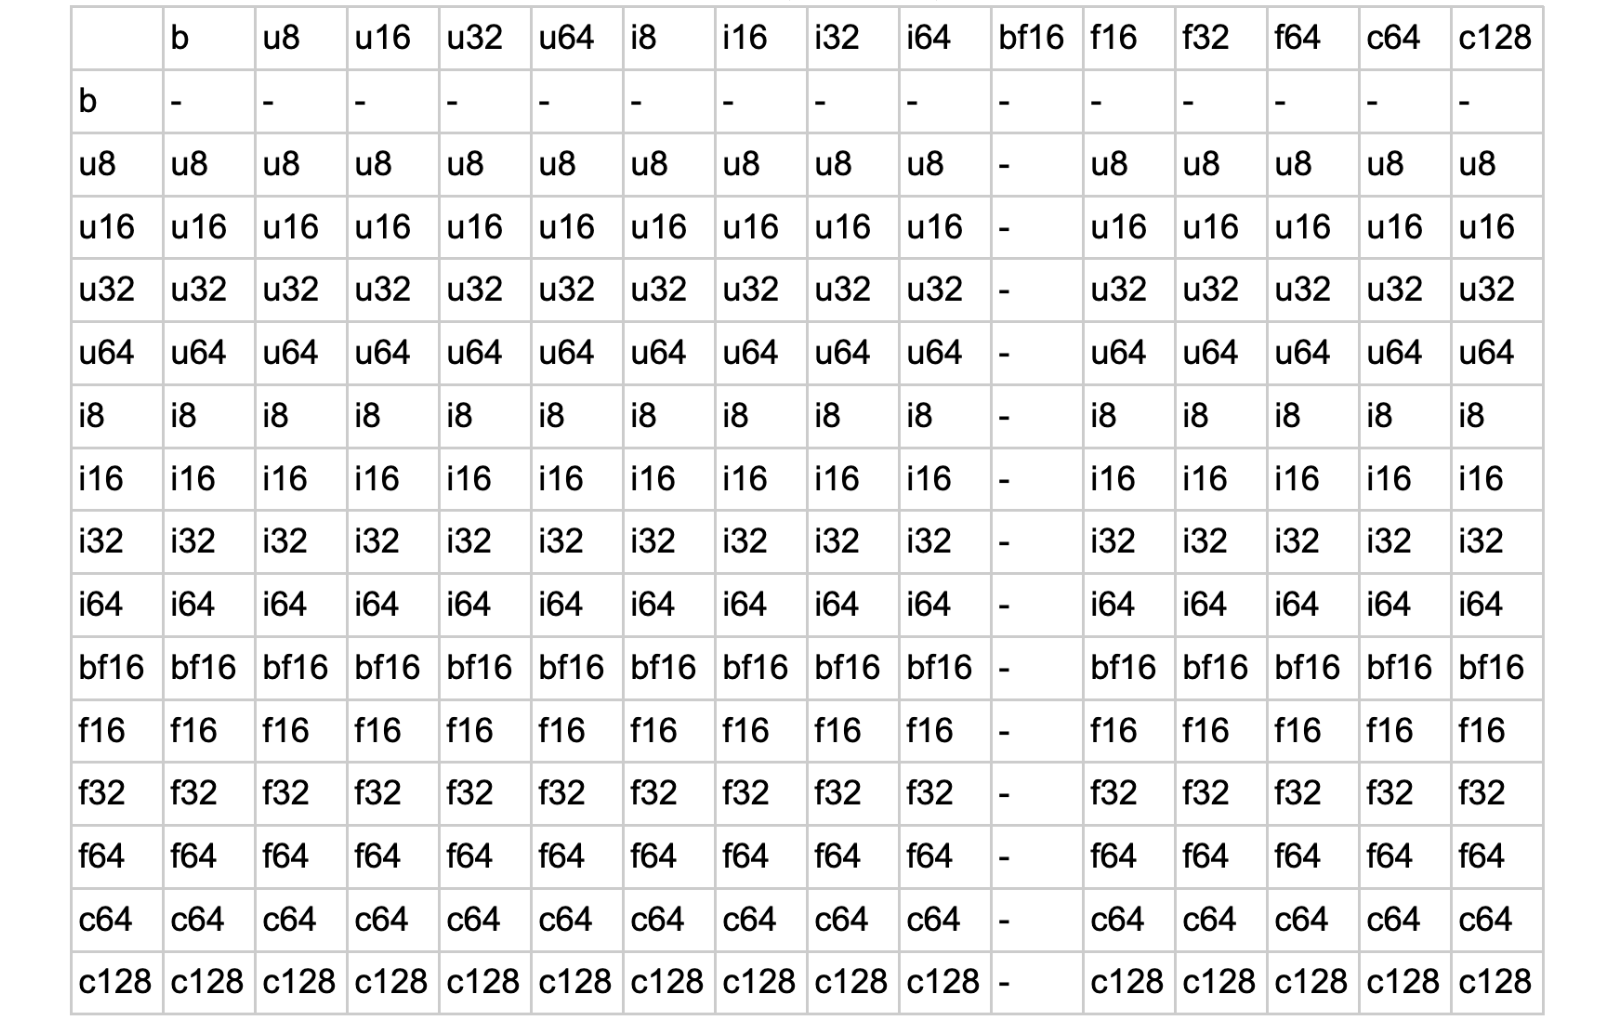 b u8 u16 u32 u64 i8 i16 i32 i64 bf16 f16 f32 f64 c64 c128
b - - - - - - - - - - - - - - -
u8 u8 u8 u8 u8 u8 u8 u8 u8 u8 - u8 u8 u8 u8 u8
u16 u16 u16 u16 u16 u16 u16 u16 u16 u16 - u16 u16 u16 u16 u16
u32 u32 u32 u32 u32 u32 u32 u32 u32 u32 - u32 u32 u32 u32 u32
u64 u64 u64 u64 u64 u64 u64 u64 u64 u64 - u64 u64 u64 u64 u64
i8 i8 i8 i8 i8 i8 i8 i8 i8 i8 - i8 i8 i8 i8 i8
i16 i16 i16 i16 i16 i16 i16 i16 i16 i16 - i16 i16 i16 i16 i16
i32 i32 i32 i32 i32 i32 i32 i32 i32 i32 - i32 i32 i32 i32 i32
i64 i64 i64 i64 i64 i64 i64 i64 i64 i64 - i64 i64 i64 i64 i64
bf16 bf16 bf16 bf16 bf16 bf16 bf16 bf16 bf16 bf16 - bf16 bf16 bf16 bf16 bf16
f16 f16 f16 f16 f16 f16 f16 f16 f16 f16 - f16 f16 f16 f16 f16
f32 f32 f32 f32 f32 f32 f32 f32 f32 f32 - f32 f32 f32 f32 f32
f64 f64 f64 f64 f64 f64 f64 f64 f64 f64 - f64 f64 f64 f64 f64
c64 c64 c64 c64 c64 c64 c64 c64 c64 c64 - c64 c64 c64 c64 c64
c128 c128 c128 c128 c128 c128 c128 c128 c128 c128 - c128 c128 c128 c128 c128